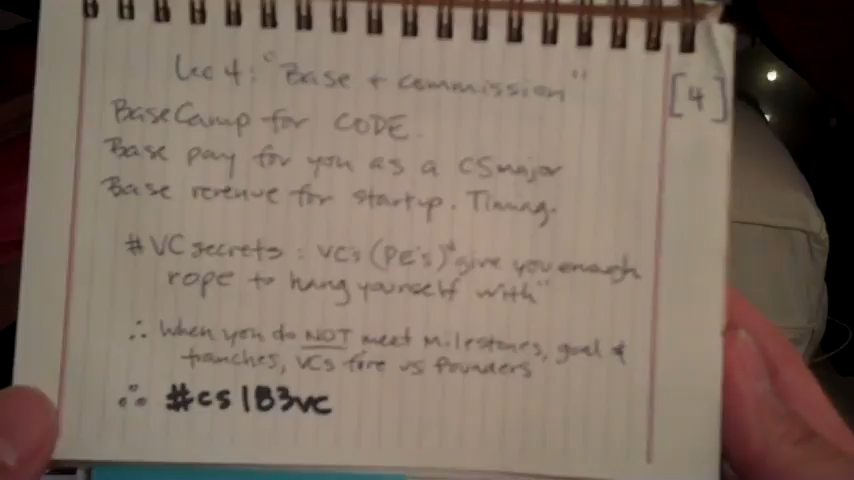 Lec 4: "Base + commission"
[4]
BaseCamp for CODE.
Base pay for you as a CS major
Base revenue for startup. Timing.
#VC secrets: VC's (PE's) "give you enough
rope to hang yourself with"
∴ When you do NOT meet milestones, goal &
tranches, VCs fire us founders
∴ #cs183vc